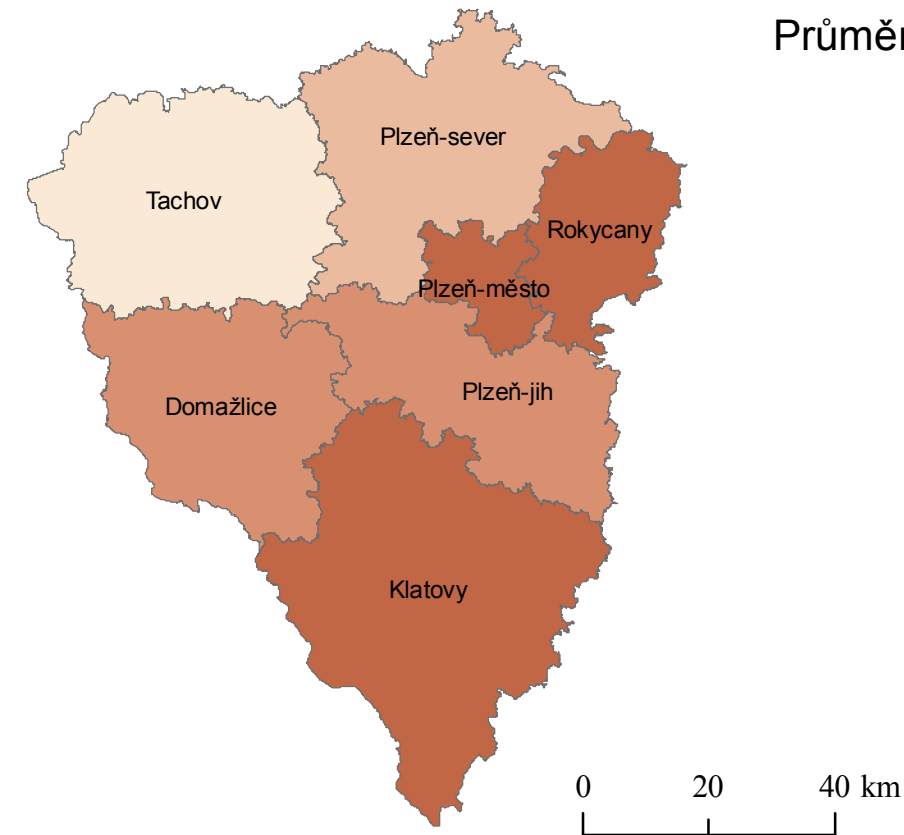 Průměr
Plzeň-sever
Tachov
Rokycany
Plzeň-město
Plzeň-jih
Domažlice
Klatovy
0 20 40 km